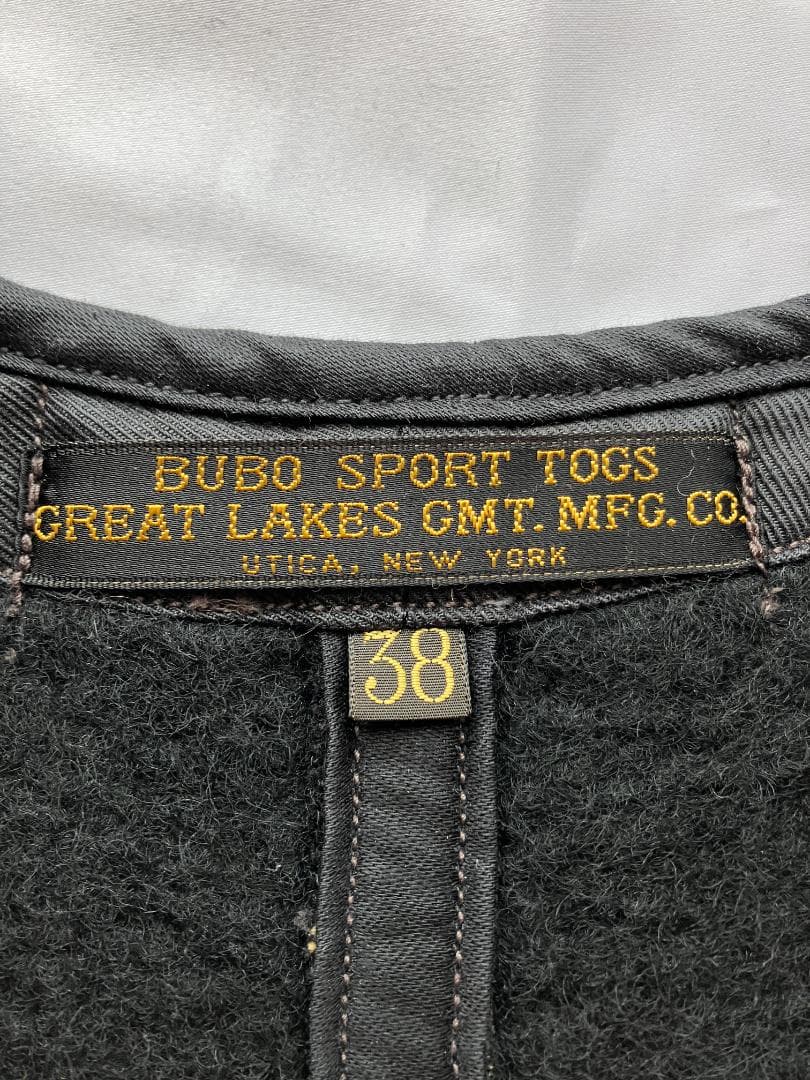 BUBO SPORT TOGS
GREAT LAKES GMT. MFG. CO.
UTICA, NEW YORK
38